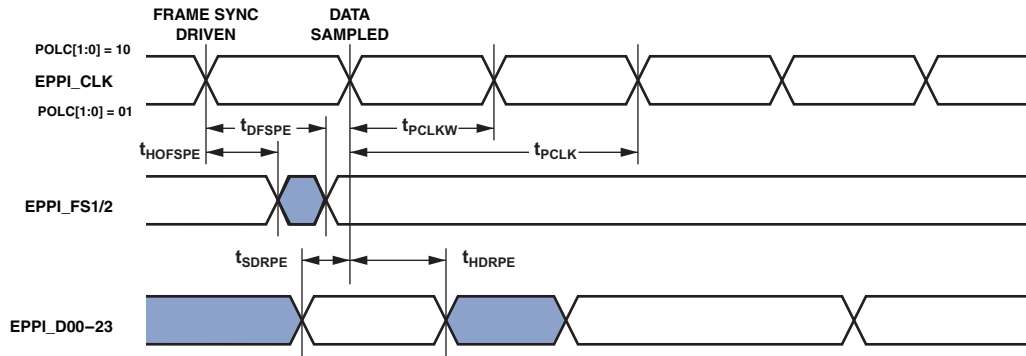 FRAME SYNC
DRIVEN
DATA
SAMPLED
POLC[1:0] = 10
EPPI_CLK
POLC[1:0] = 01
tDFSPE
tPCLKW
tHOFSPE
tPCLK
EPPI_FS1/2
tSDRPE
tHDRPE
EPPI_D00–23